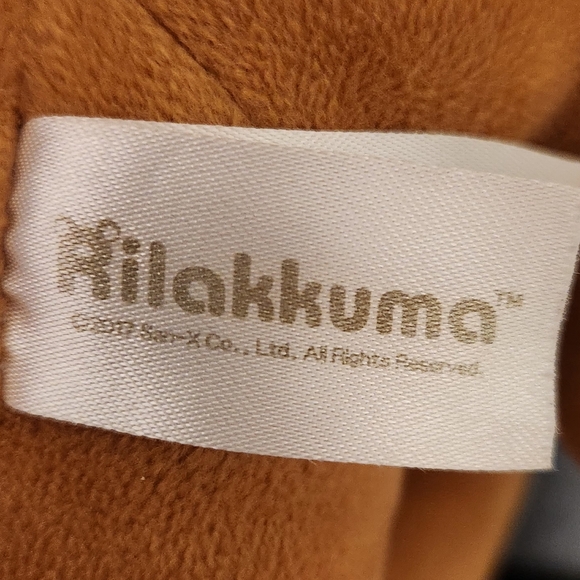 Rilakkuma™
©2017 San-X Co., Ltd. All Rights Reserved.